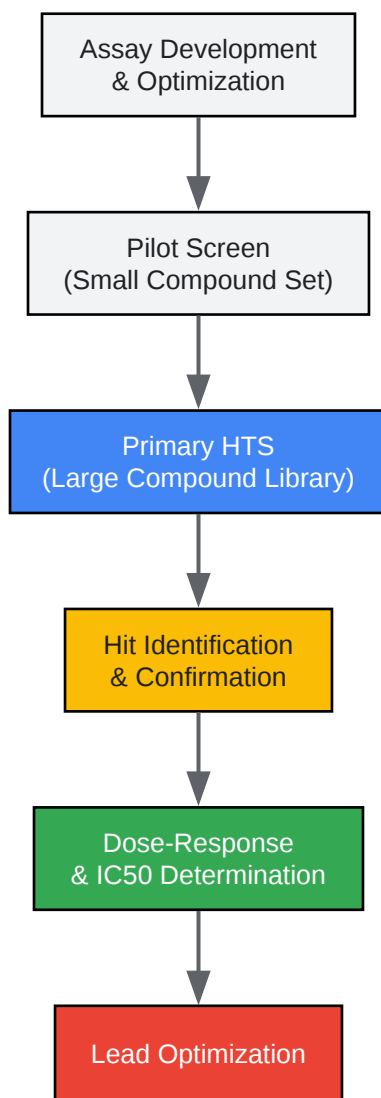 Assay Development
& Optimization
Pilot Screen
(Small Compound Set)
Primary HTS
(Large Compound Library)
Hit Identification
& Confirmation
Dose-Response
& IC50 Determination
Lead Optimization